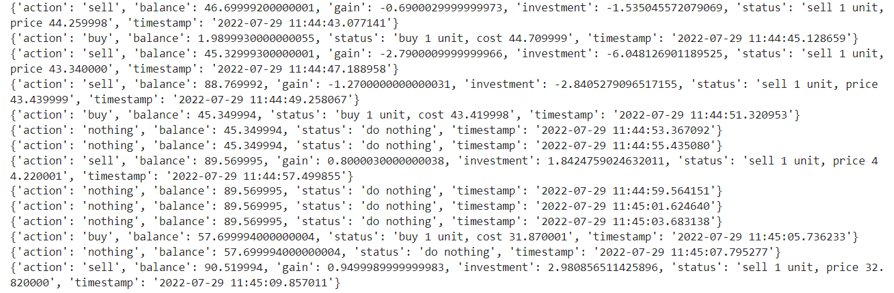 {'action': 'sell', 'balance': 46.69999200000001, 'gain': -0.6900029999999973, 'investment': -1.535045572079069, 'status': 'sell 1 unit,
price 44.259998', 'timestamp': '2022-07-29 11:44:43.077141'}
{'action': 'buy', 'balance': 1.9899930000000055, 'status': 'buy 1 unit, cost 44.709999', 'timestamp': '2022-07-29 11:44:45.128659'}
{'action': 'sell', 'balance': 45.32999300000001, 'gain': -2.7900009999999966, 'investment': -6.048126901189525, 'status': 'sell 1 unit,
price 43.340000', 'timestamp': '2022-07-29 11:44:47.188958'}
{'action': 'sell', 'balance': 88.769992, 'gain': -1.2700000000000031, 'investment': -2.8405279096517155, 'status': 'sell 1 unit, price
43.439999', 'timestamp': '2022-07-29 11:44:49.258067'}
{'action': 'buy', 'balance': 45.349994, 'status': 'buy 1 unit, cost 43.419998', 'timestamp': '2022-07-29 11:44:51.320953'}
{'action': 'nothing', 'balance': 45.349994, 'status': 'do nothing', 'timestamp': '2022-07-29 11:44:53.367092'}
{'action': 'nothing', 'balance': 45.349994, 'status': 'do nothing', 'timestamp': '2022-07-29 11:44:55.435080'}
{'action': 'sell', 'balance': 89.569995, 'gain': 0.8000030000000038, 'investment': 1.8424759024632011, 'status': 'sell 1 unit, price 4
4.220001', 'timestamp': '2022-07-29 11:44:57.499855'}
{'action': 'nothing', 'balance': 89.569995, 'status': 'do nothing', 'timestamp': '2022-07-29 11:44:59.564151'}
{'action': 'nothing', 'balance': 89.569995, 'status': 'do nothing', 'timestamp': '2022-07-29 11:45:01.624640'}
{'action': 'nothing', 'balance': 89.569995, 'status': 'do nothing', 'timestamp': '2022-07-29 11:45:03.683138'}
{'action': 'buy', 'balance': 57.699994000000004, 'status': 'buy 1 unit, cost 31.870001', 'timestamp': '2022-07-29 11:45:05.736233'}
{'action': 'nothing', 'balance': 57.699994000000004, 'status': 'do nothing', 'timestamp': '2022-07-29 11:45:07.795277'}
{'action': 'sell', 'balance': 90.519994, 'gain': 0.9499989999999983, 'investment': 2.980856511425896, 'status': 'sell 1 unit, price 32.
820000', 'timestamp': '2022-07-29 11:45:09.857011'}